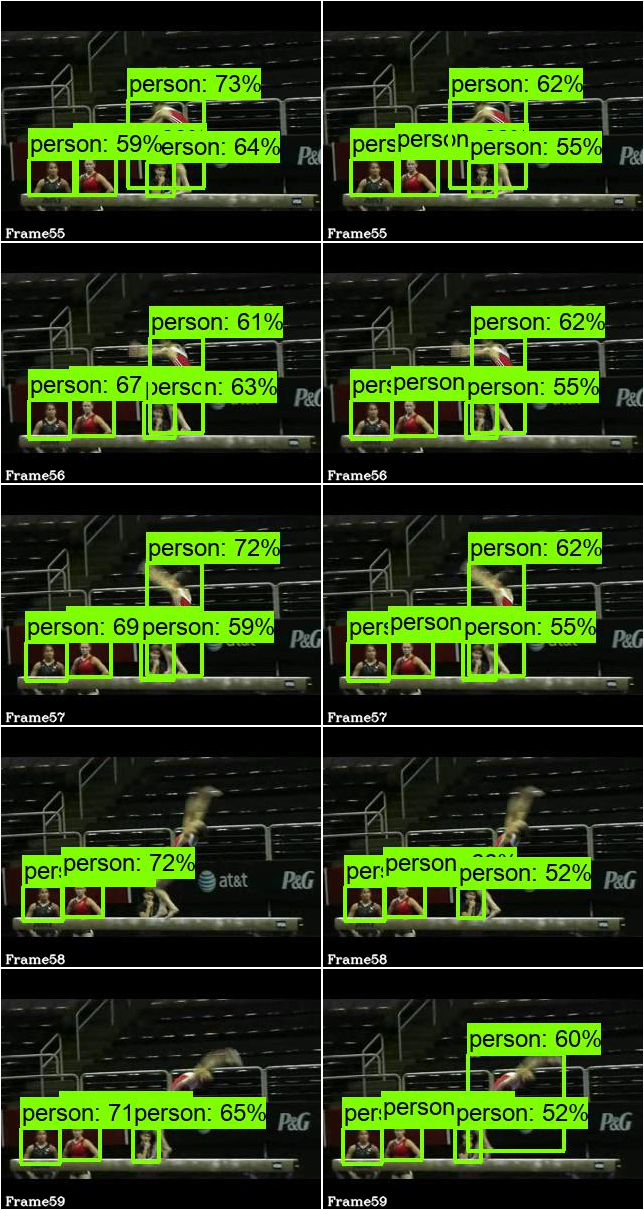 person: 73%
person: 62%
person: 59%
person: 64%
person
person: 55%
P&G
Frame55
Frame55
person: 61%
person: 62%
person: 67
person: 63%
person
person: 55%
P&G
P&G
Frame56
Frame56
person: 72%
person: 62%
person: 69
person: 59%
person
person: 55%
P&G
P&G
Frame57
Frame57
person: 72%
person
person: 52%
at&t
P&G
P&G
Frame58
Frame58
person: 60%
person: 71
person: 65%
person
person: 52%
P&G
P&G
Frame59
Frame59